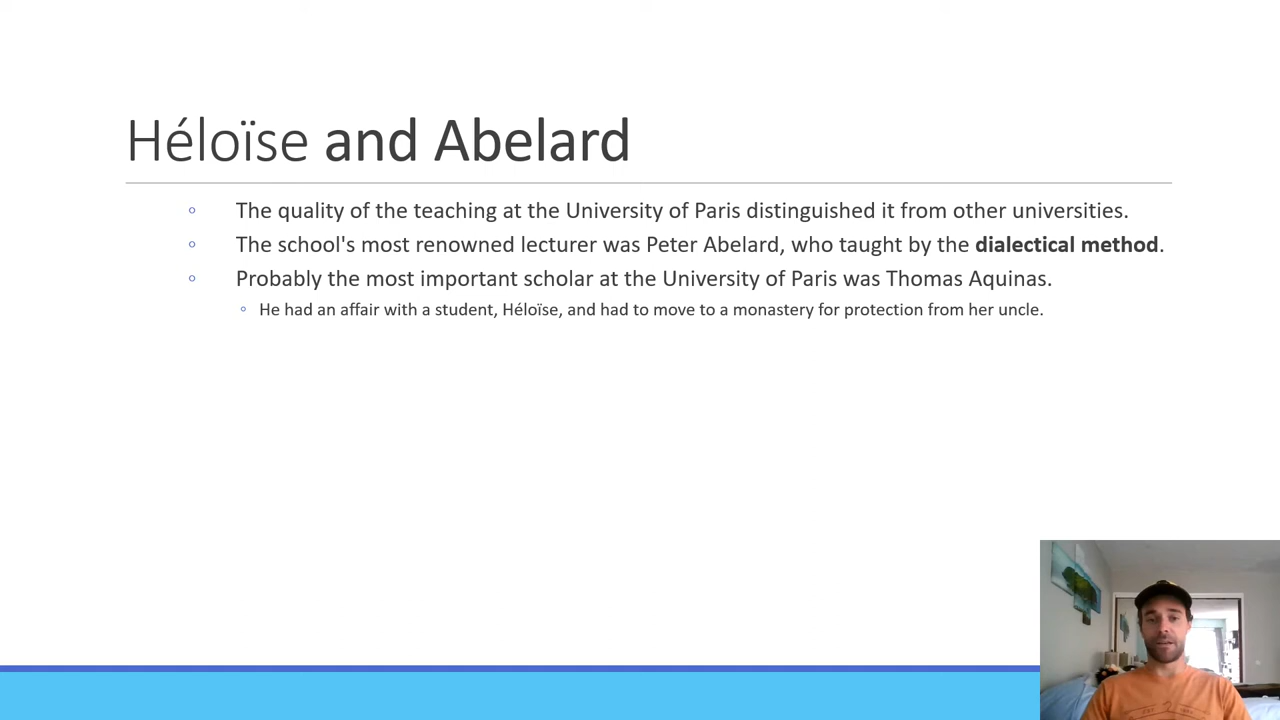 Héloïse and Abelard
The quality of the teaching at the University of Paris distinguished it from other universities.
The school's most renowned lecturer was Peter Abelard, who taught by the dialectical method.
Probably the most important scholar at the University of Paris was Thomas Aquinas.
He had an affair with a student, Héloïse, and had to move to a monastery for protection from her uncle.